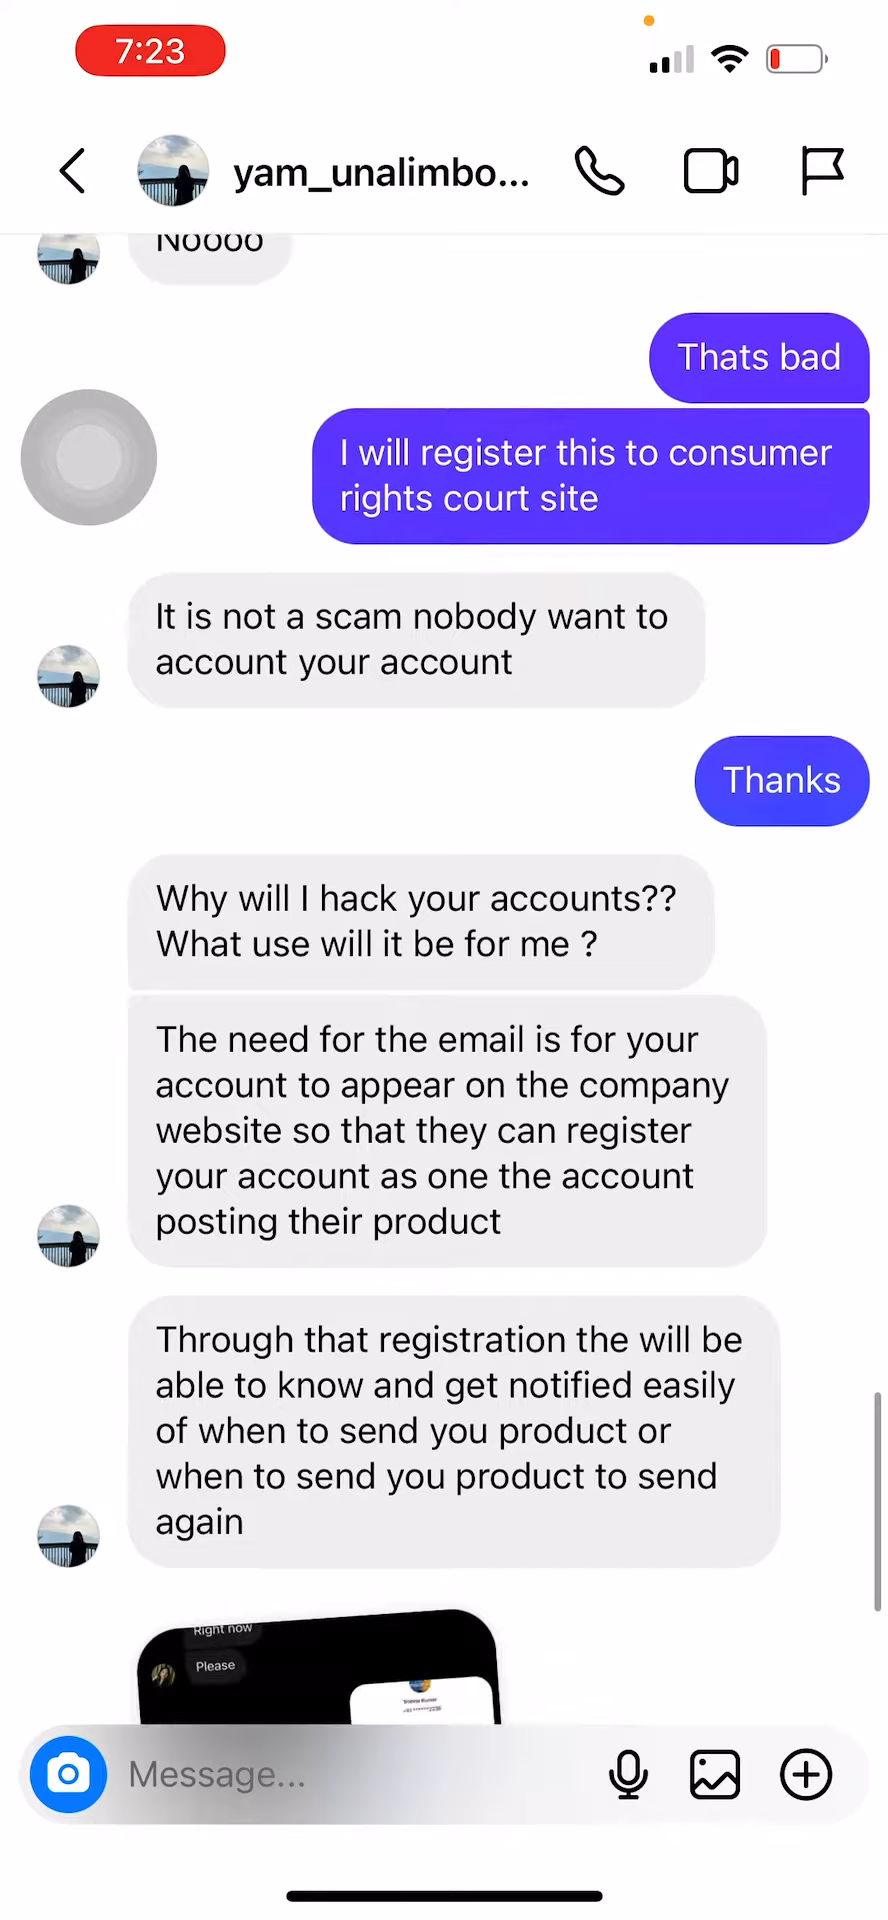 7:23
yam_unalimbo...
Noooo
Thats bad
I will register this to consumer
rights court site
It is not a scam nobody want to
account your account
Thanks
Why will I hack your accounts??
What use will it be for me ?
The need for the email is for your
account to appear on the company
website so that they can register
your account as one the account
posting their product
Through that registration the will be
able to know and get notified easily
of when to send you product or
when to send you product to send
again
Right now
Please
Message...